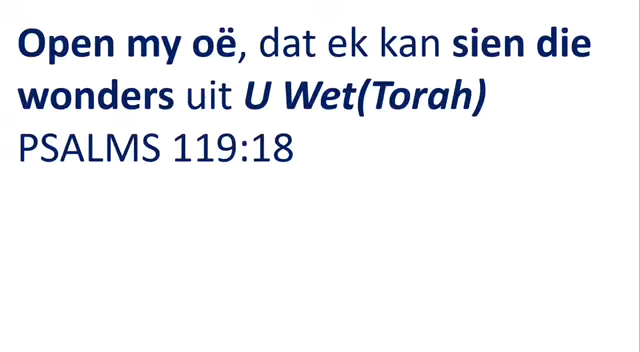 Open my oë, dat ek kan sien die
wonders uit U Wet(Torah)
PSALMS 119:18